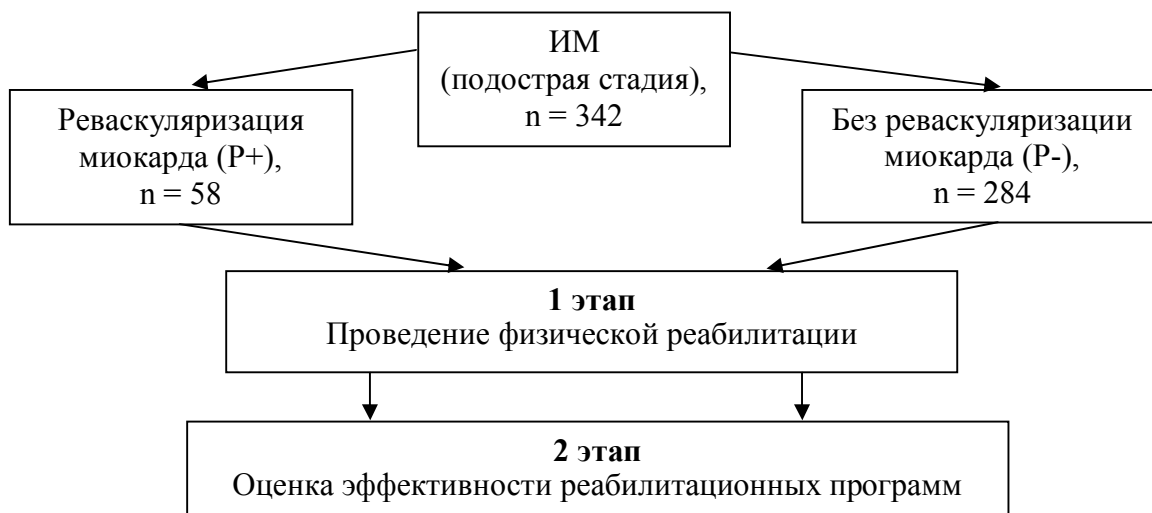 ИМ
(подострая стадия),
n = 342
Реваскуляризация
миокарда (Р+),
n = 58
Без реваскуляризации
миокарда (Р-),
n = 284
1 этап
Проведение физической реабилитации
2 этап
Оценка эффективности реабилитационных программ